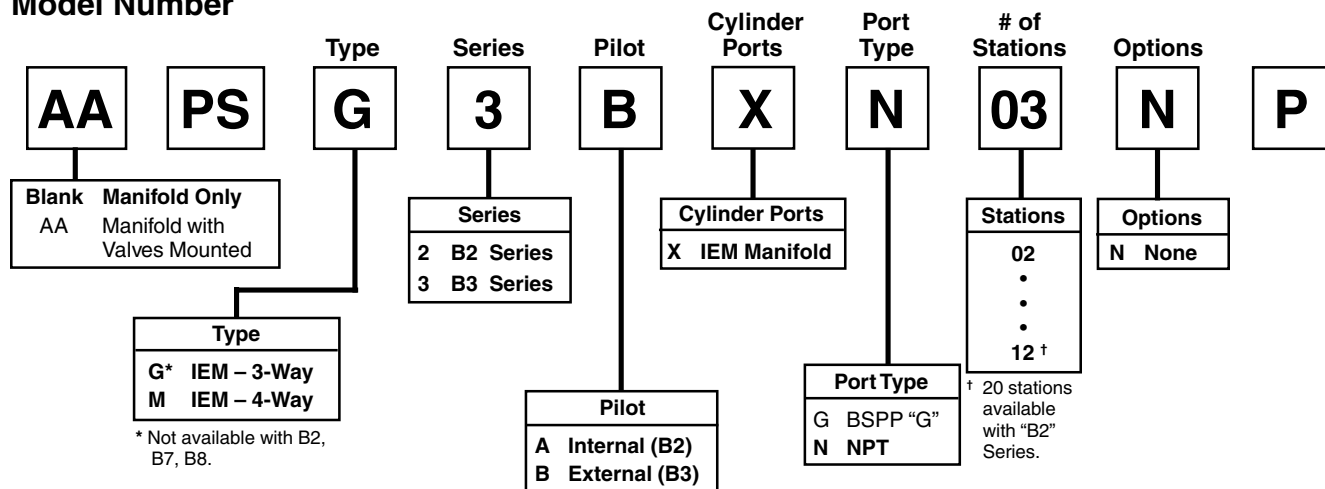 Model Number
Type
Series
Pilot
Cylinder
Ports
Port
Type
# of
Stations
Options
AA PS G 3 B X N 03 N P
Blank Manifold Only
AA Manifold with
Valves Mounted
Series
2 B2 Series
3 B3 Series
Cylinder Ports
X IEM Manifold
Stations
02
•
•
•
12 †
† 20 stations
available
with “B2”
Series.
Options
N None
Type
G* IEM – 3-Way
M IEM – 4-Way
* Not available with B2,
B7, B8.
Pilot
A Internal (B2)
B External (B3)
Port Type
G BSPP “G”
N NPT